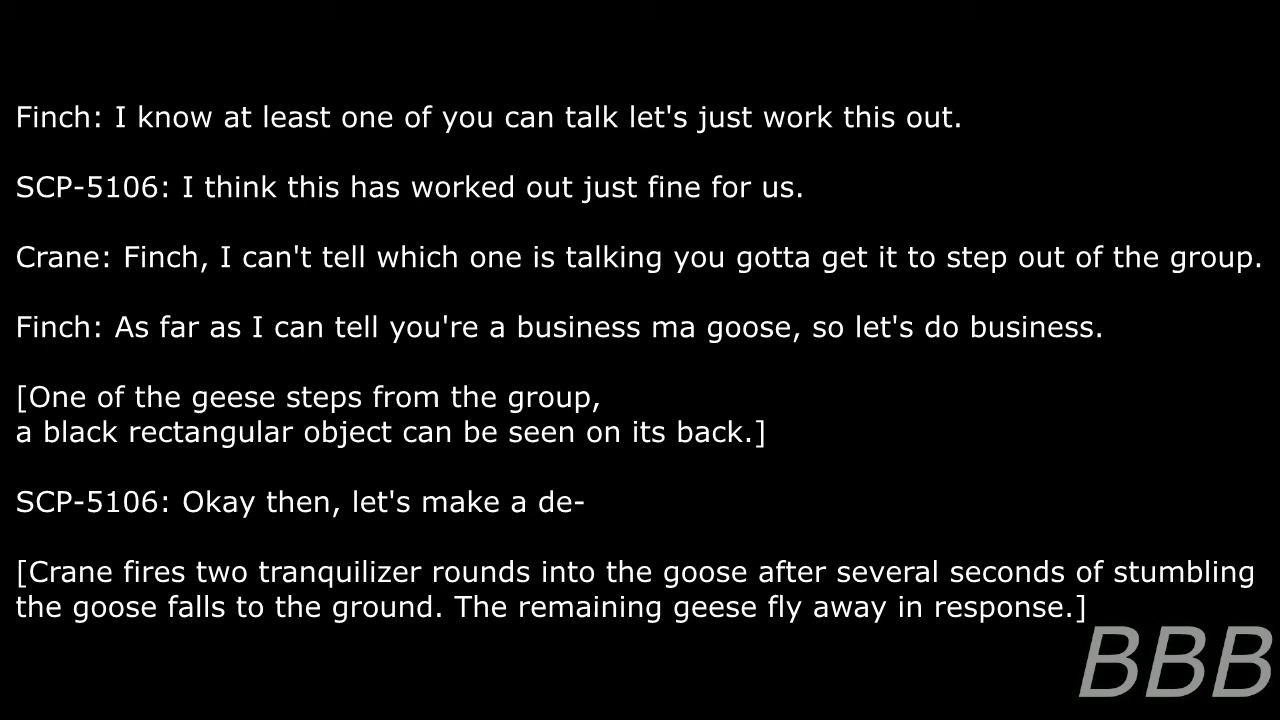 Finch: I know at least one of you can talk let's just work this out.
SCP-5106: I think this has worked out just fine for us.
Crane: Finch, I can't tell which one is talking you gotta get it to step out of the group.
Finch: As far as I can tell you're a business ma goose, so let's do business.
[One of the geese steps from the group,
a black rectangular object can be seen on its back.]
SCP-5106: Okay then, let's make a de-
[Crane fires two tranquilizer rounds into the goose after several seconds of stumbling
the goose falls to the ground. The remaining geese fly away in response.]
BBB